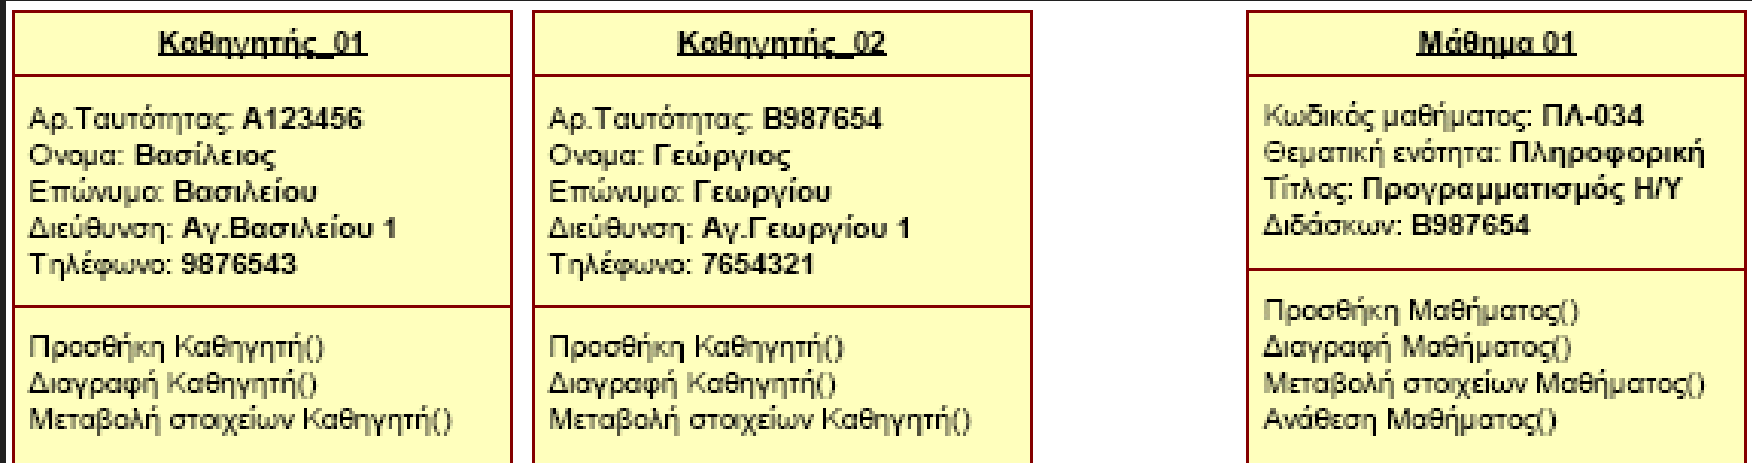 Καθηγητής_01
Αρ.Ταυτότητας: Α123456
Ονομα: Βασίλειος
Επώνυμο: Βασιλείου
Διεύθυνση: Αγ.Βασιλείου 1
Τηλέφωνο: 9876543
Προσθήκη Καθηγητή()
Διαγραφή Καθηγητή()
Μεταβολή στοιχείων Καθηγητή()
Καθηγητής_02
Αρ.Ταυτότητας: Β987654
Ονομα: Γεώργιος
Επώνυμο: Γεωργίου
Διεύθυνση: Αγ.Γεωργίου 1
Τηλέφωνο: 7654321
Προσθήκη Καθηγητή()
Διαγραφή Καθηγητή()
Μεταβολή στοιχείων Καθηγητή()
Μάθημα 01
Κωδικός μαθήματος: ΠΛ-034
Θεματική ενότητα: Πληροφορική
Τίτλος: Προγραμματισμός Η/Υ
Διδάσκων: Β987654
Προσθήκη Μαθήματος()
Διαγραφή Μαθήματος()
Μεταβολή στοιχείων Μαθήματος()
Ανάθεση Μαθήματος()